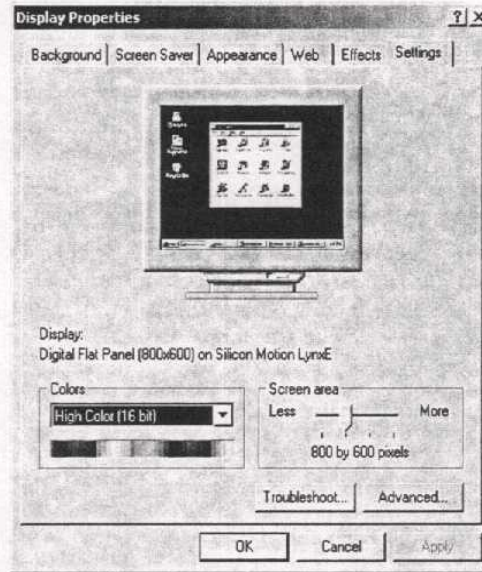 Display Properties
Background Screen Saver Appearance Web Effects Settings
Display:
Digital Flat Panel (800x600) on Silicon Motion LynxE
Colors
High Color (16 bit)
Screen area
Less More
800 by 600 pixels
Troubleshoot... Advanced...
OK Cancel Apply